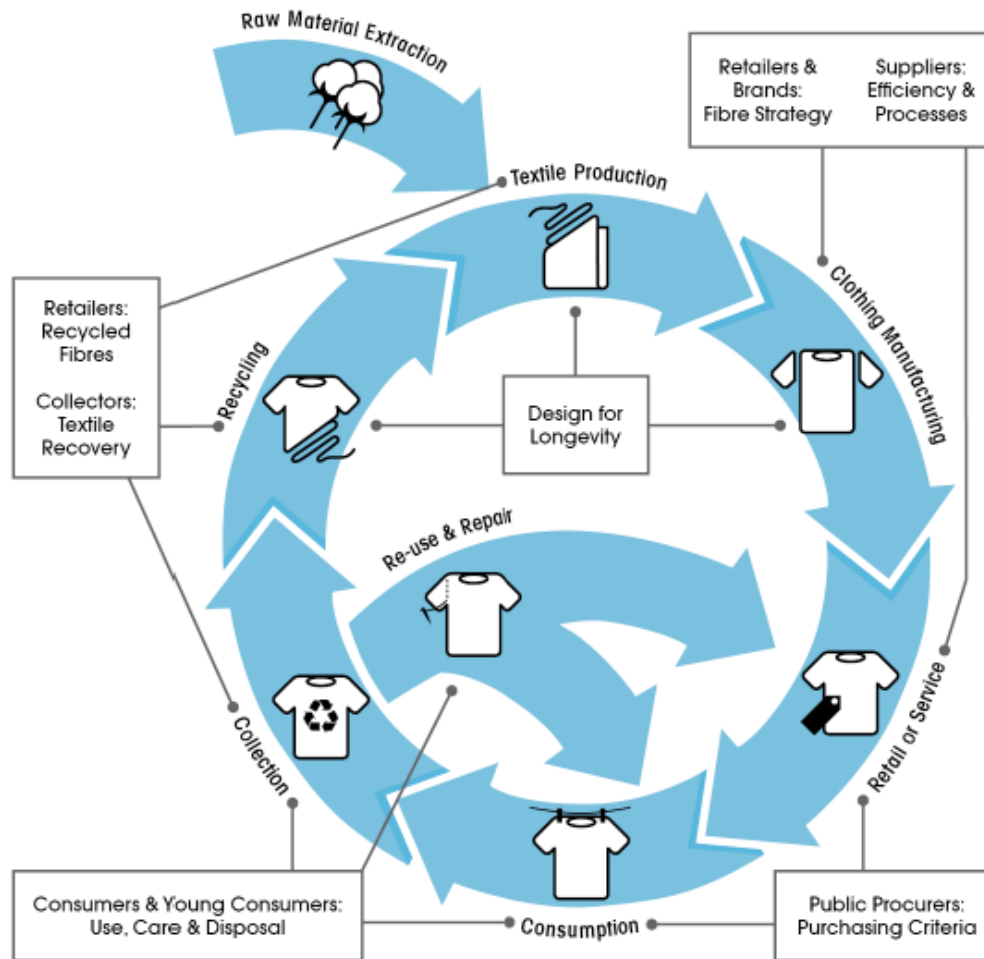 Raw Material Extraction
Retailers &
Brands:
Fibre Strategy
Suppliers:
Efficiency &
Processes
Textile Production
Clothing Manufacturing
Retailers:
Recycled
Fibres
Collectors:
Textile
Recovery
Recycling
Design for
Longevity
Re-use & Repair
Collection
Retail or Service
Consumers & Young Consumers:
Use, Care & Disposal
Consumption
Public Procurers:
Purchasing Criteria